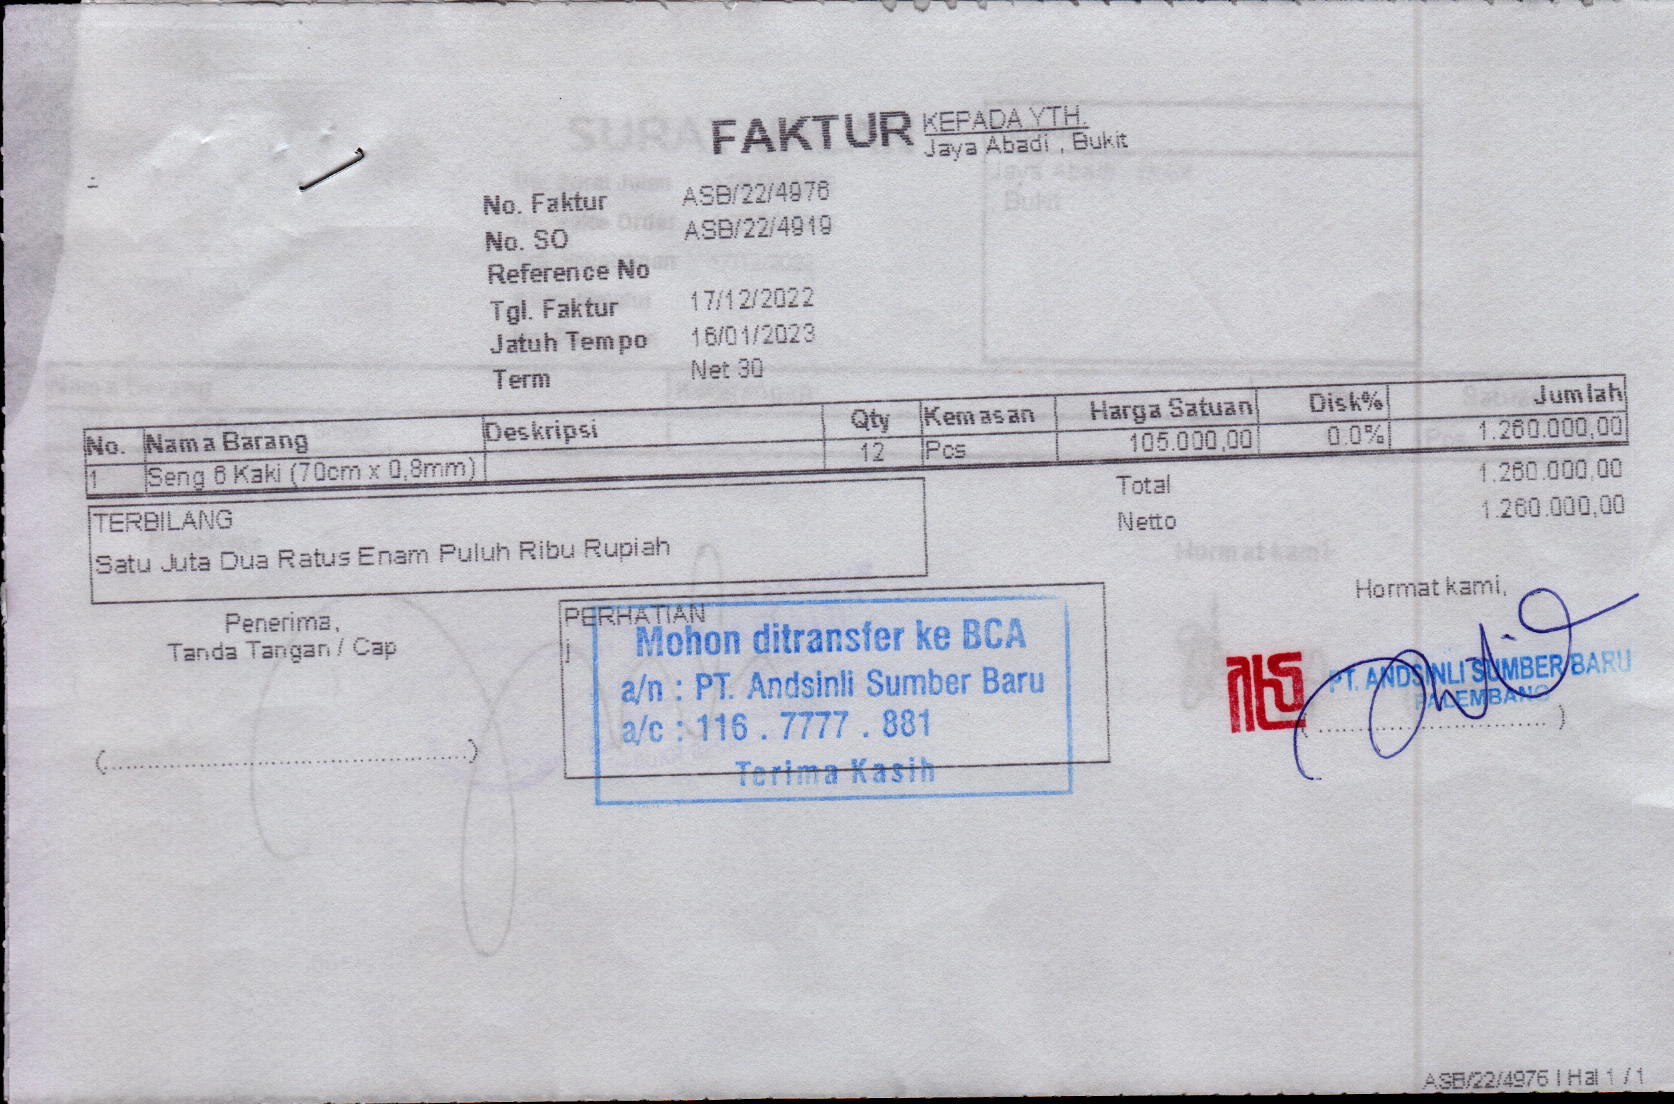 FAKTUR
KEPADA YTH.
Jaya Abadi , Bukit
No. Faktur ASB/22/4976
No. SO ASB/22/4919
Reference No
Tgl. Faktur 17/12/2022
Jatuh Tempo 16/01/2023
Term Net 30
No. Nama Barang Deskripsi Qty Kemasan Harga Satuan Disk% Jumlah
1 Seng 6 Kaki (70cm x 0,8mm) 12 Pcs 105.000,00 0.0% 1.260.000,00
Total 1.260.000,00
Netto 1.260.000,00
TERBILANG
Satu Juta Dua Ratus Enam Puluh Ribu Rupiah
Penerima,
Tanda Tangan / Cap
(...............................................)
PERHATIAN
j
Mohon ditransfer ke BCA
a/n : PT. Andsinli Sumber Baru
a/c : 116 . 7777 . 881
Terima Kasih
Hormat kami,
PT. ANDSINLI SUMBER BARU
PALEMBANG
(..............................)
ASB/22/4976 | Hal 1 / 1